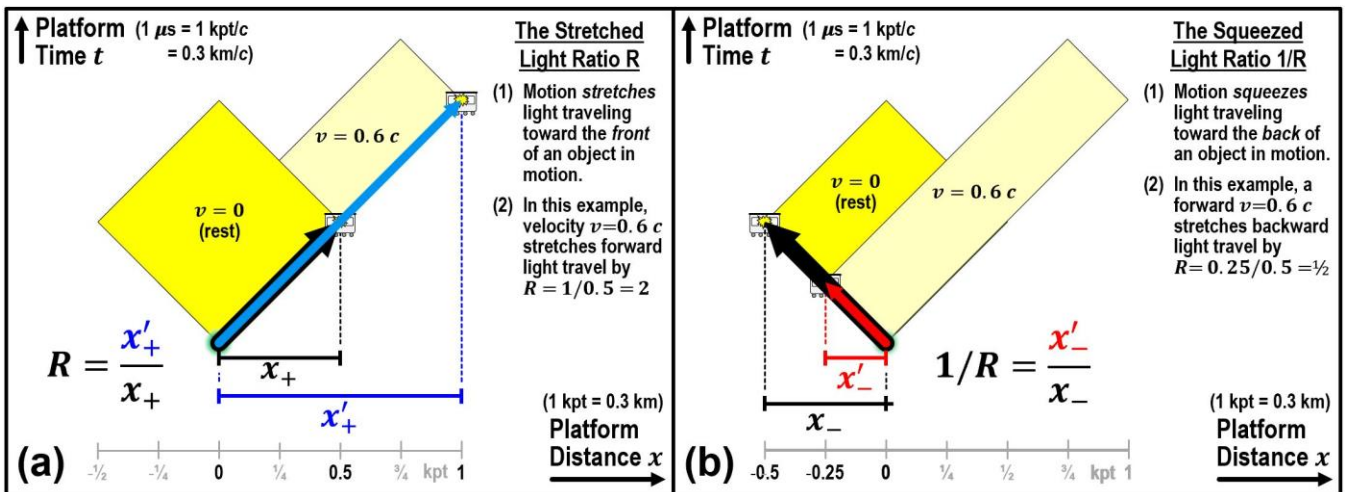 Platform (1 μs = 1 kpt/c
Time t = 0.3 km/c)
The Stretched
Light Ratio R
(1) Motion stretches
light traveling
toward the front
of an object in
motion.
(2) In this example,
velocity v=0.6 c
stretches forward
light travel by
R = 1/0.5 = 2
v = 0.6 c
v = 0
(rest)
R = x′₊ / x₊
x₊
x′₊
(1 kpt = 0.3 km)
Platform
Distance x
(a)
-½ -¼ 0 ¼ 0.5 ¾ kpt 1
Platform (1 μs = 1 kpt/c
Time t = 0.3 km/c)
The Squeezed
Light Ratio 1/R
(1) Motion squeezes
light traveling
toward the back of
an object in motion.
(2) In this example, a
forward v=0.6 c
stretches backward
light travel by
R= 0.25/0.5 =½
v = 0
(rest)
v = 0.6 c
x′₋
x₋
1/R = x′₋ / x₋
(1 kpt = 0.3 km)
Platform
Distance x
(b)
-0.5 -0.25 0 ¼ ½ ¾ kpt 1